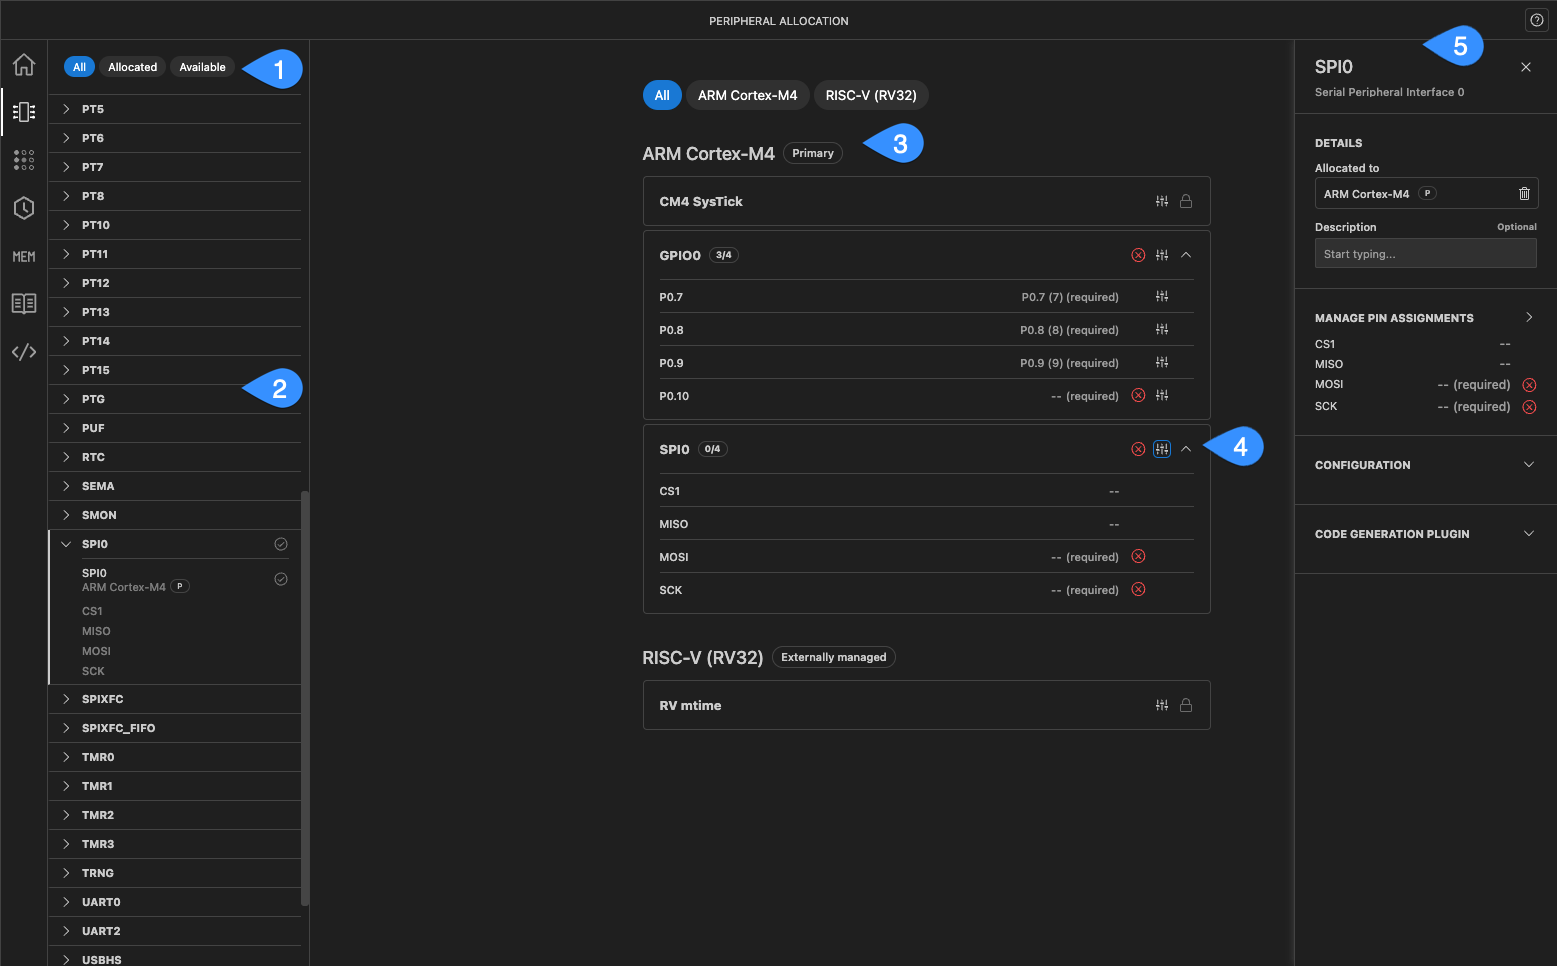 PERIPHERAL ALLOCATION
MEM
All Allocated Available
1
PT5
PT6
PT7
PT8
PT10
PT11
PT12
PT13
PT14
PT15
2
PTG
PUF
RTC
SEMA
SMON
SPI0
SPI0
ARM Cortex-M4 P
CS1
MISO
MOSI
SCK
SPIXFC
SPIXFC_FIFO
TMR0
TMR1
TMR2
TMR3
TRNG
UART0
UART2
USBHS
All ARM Cortex-M4 RISC-V (RV32)
ARM Cortex-M4 Primary
3
CM4 SysTick
GPIO0 3/4
P0.7 P0.7 (7) (required)
P0.8 P0.8 (8) (required)
P0.9 P0.9 (9) (required)
P0.10 -- (required)
SPI0 0/4
4
CS1 --
MISO --
MOSI -- (required)
SCK -- (required)
RISC-V (RV32) Externally managed
RV mtime
5
SPI0
Serial Peripheral Interface 0
DETAILS
Allocated to
ARM Cortex-M4 P
Description Optional
Start typing...
MANAGE PIN ASSIGNMENTS
CS1 --
MISO --
MOSI -- (required)
SCK -- (required)
CONFIGURATION
CODE GENERATION PLUGIN